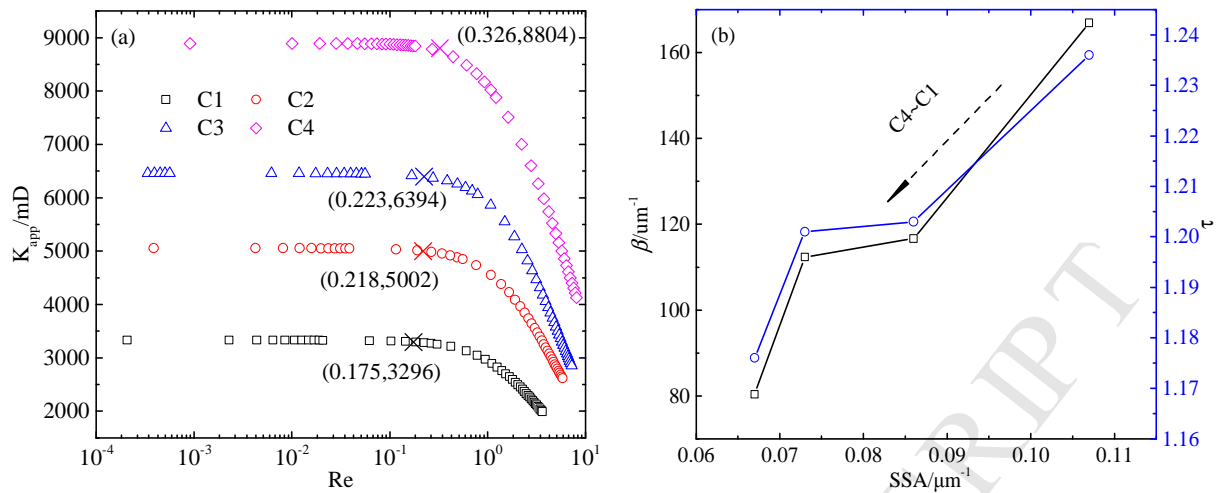 (a)
(0.326,8804)
C1 C2
C3 C4
(0.223,6394)
(0.218,5002)
(0.175,3296)
9000
8000
7000
6000
5000
4000
3000
2000
K_app/mD
10^-4 10^-3 10^-2 10^-1 10^0 10^1
Re
(b)
C4~C1
160
140
120
100
80
β/um^-1
1.24
1.23
1.22
1.21
1.20
1.19
1.18
1.17
1.16
τ
0.06 0.07 0.08 0.09 0.10 0.11
SSA/μm^-1
RIPT